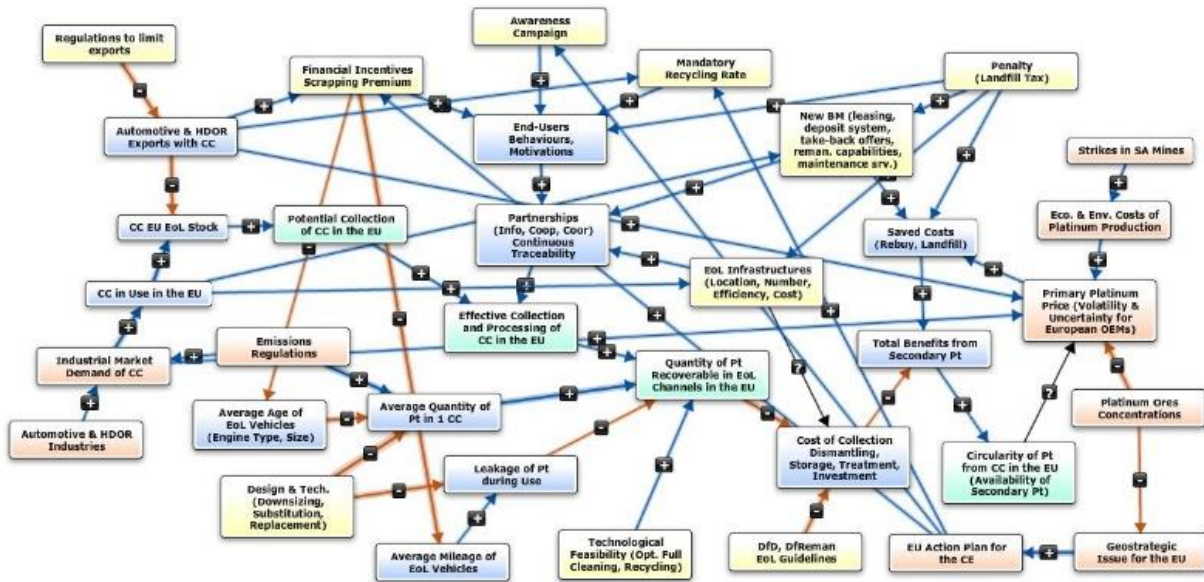 Awareness
Campaign
Regulations to limit
exports
Financial Incentives
Scrapping Premium
Mandatory
Recycling Rate
Penalty
(Landfill Tax)
Automotive & HDOR
Exports with CC
End-Users
Behaviours,
Motivations
New BM (leasing,
deposit system,
take-back offers,
reman. capabilities,
maintenance srv.)
Strikes in SA Mines
CC EU EoL Stock
Potential Collection
of CC in the EU
Partnerships
(Info, Coop, Coor)
Continuous
Traceability
Saved Costs
(Rebuy, Landfill)
Eco. & Env. Costs of
Platinum Production
CC in Use in the EU
EoL Infrastructures
(Location, Number,
Efficiency, Cost)
Primary Platinum
Price (Volatility &
Uncertainty for
European OEMs)
Effective Collection
and Processing of
CC in the EU
Industrial Market
Demand of CC
Emissions
Regulations
Quantity of Pt
Recoverable in EoL
Channels in the EU
Total Benefits from
Secondary Pt
Average Age of
EoL Vehicles
(Engine Type, Size)
Average Quantity of
Pt in 1 CC
Platinum Ores
Concentrations
Automotive & HDOR
Industries
Cost of Collection
Dismantling,
Storage, Treatment,
Investment
Circularity of Pt
from CC in the EU
(Availability of
Secondary Pt)
Design & Tech.
(Downsizing,
Substitution,
Replacement)
Leakage of Pt
during Use
Average Mileage of
EoL Vehicles
Technological
Feasibility (Opt. Full
Cleaning, Recycling)
DfD, DfReman
EoL Guidelines
EU Action Plan for
the CE
Geostrategic
Issue for the EU